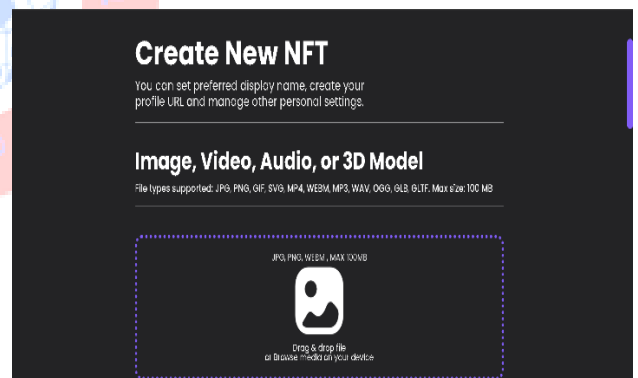 Create New NFT
You can set preferred display name, create your
profile URL and manage other personal settings.
Image, Video, Audio, or 3D Model
File types supported: JPG, PNG, GIF, SVG, MP4, WEBM, MP3, WAV, OGG, GLB, GLTF. Max size: 100 MB
JPG, PNG, WEBM , MAX 100MB
Drag & drop file
or Browse media on your device